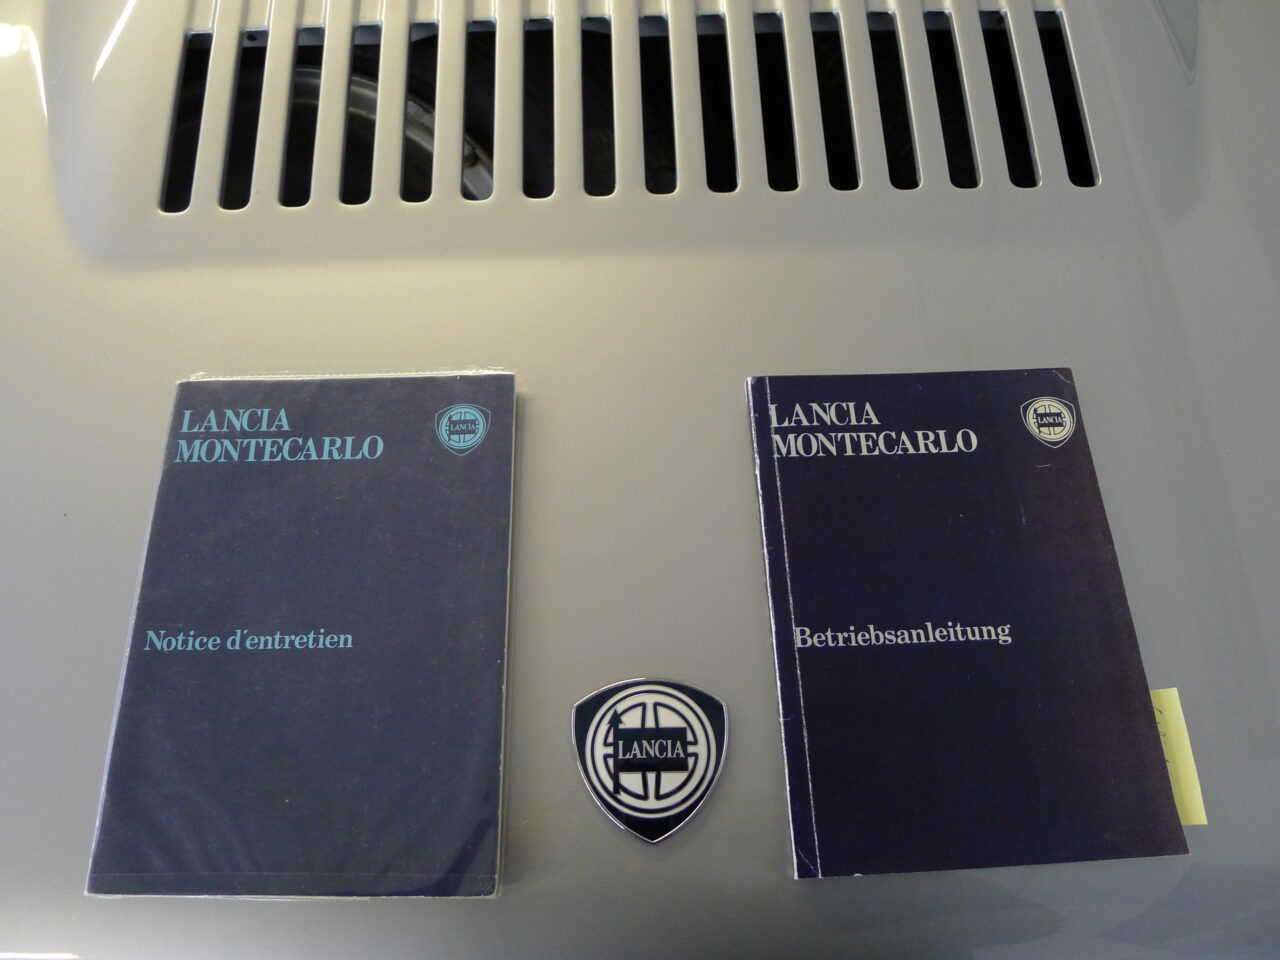 LANCIA
MONTECARLO
LANCIA
Notice d'entretien
LANCIA
LANCIA
MONTECARLO
LANCIA
Betriebsanleitung